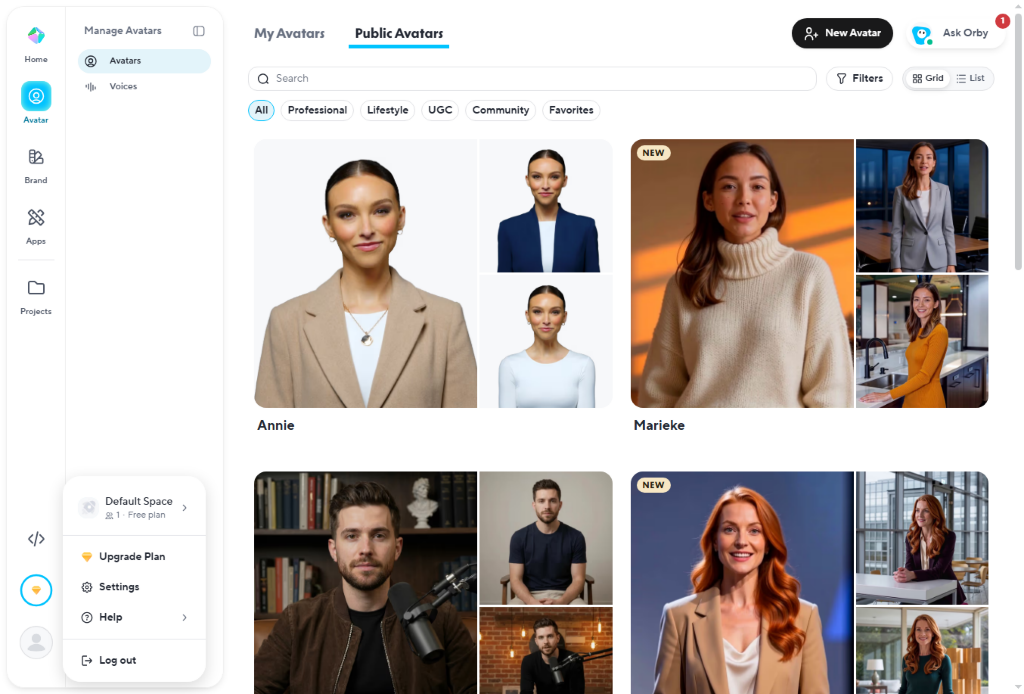 Home
Avatar
Brand
Apps
Projects
Manage Avatars
Avatars
Voices
Default Space
1 · Free plan
Upgrade Plan
Settings
Help
Log out
My Avatars
Public Avatars
New Avatar
Ask Orby
1
Search
Filters
Grid
List
All
Professional
Lifestyle
UGC
Community
Favorites
Annie
NEW
Marieke
NEW